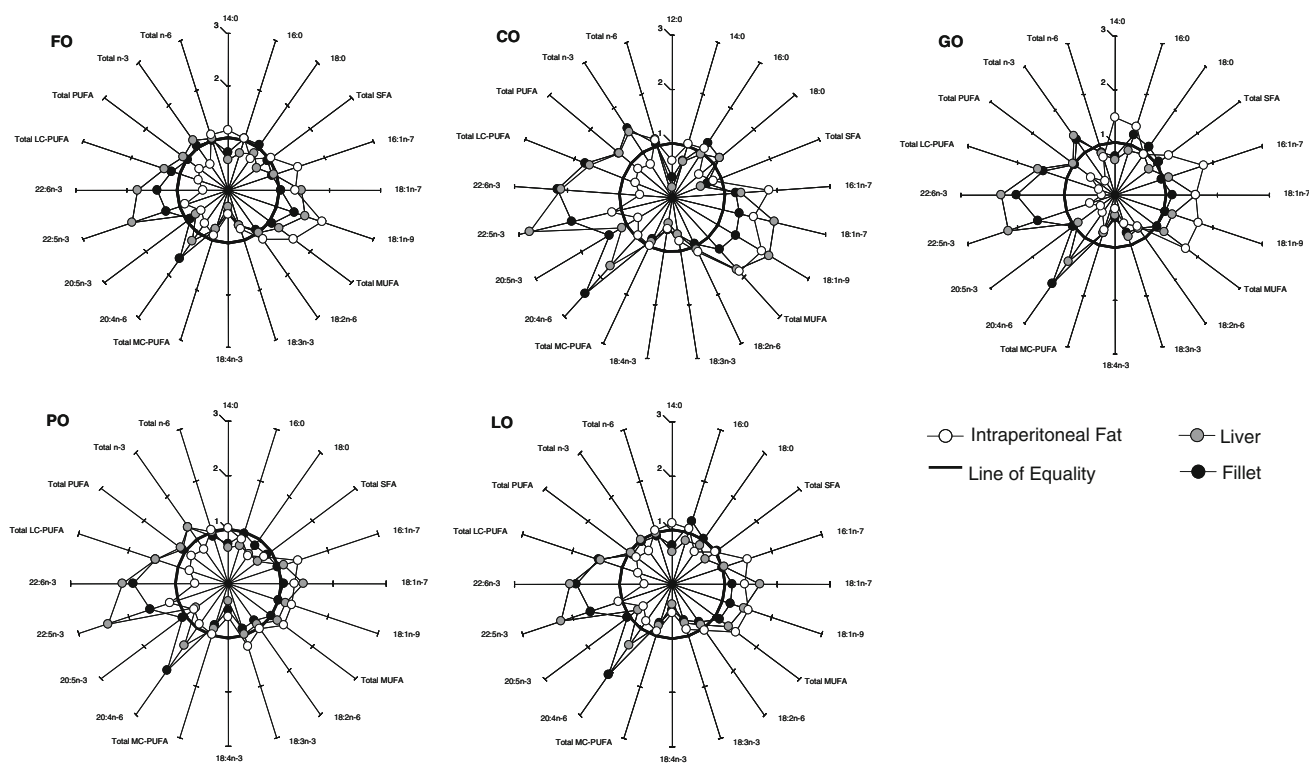 FO
14:0
16:0
18:0
Total SFA
16:1n-7
18:1n-7
18:1n-9
Total MUFA
18:2n-6
18:3n-3
18:4n-3
Total MC-PUFA
20:4n-6
20:5n-3
22:5n-3
22:6n-3
Total LC-PUFA
Total PUFA
Total n-3
Total n-6
3
2
CO
12:0
14:0
16:0
18:0
Total SFA
16:1n-7
18:1n-7
18:1n-9
Total MUFA
18:2n-6
18:3n-3
18:4n-3
Total MC-PUFA
20:4n-6
20:5n-3
22:5n-3
22:6n-3
Total LC-PUFA
Total PUFA
Total n-3
Total n-6
3
2
1
GO
14:0
16:0
18:0
Total SFA
16:1n-7
18:1n-7
18:1n-9
Total MUFA
18:2n-6
18:3n-3
18:4n-3
Total MC-PUFA
20:4n-6
20:5n-3
22:5n-3
22:6n-3
Total LC-PUFA
Total PUFA
Total n-3
Total n-6
3
2
1
PO
14:0
16:0
18:0
Total SFA
16:1n-7
18:1n-7
18:1n-9
Total MUFA
18:2n-6
18:3n-3
18:4n-3
Total MC-PUFA
20:4n-6
20:5n-3
22:5n-3
22:6n-3
Total LC-PUFA
Total PUFA
Total n-3
Total n-6
3
2
1
LO
14:0
16:0
18:0
Total SFA
16:1n-7
18:1n-7
18:1n-9
Total MUFA
18:2n-6
18:3n-3
18:4n-3
Total MC-PUFA
20:4n-6
20:5n-3
22:5n-3
22:6n-3
Total LC-PUFA
Total PUFA
Total n-3
Total n-6
3
2
1
Intraperitoneal Fat
Liver
Line of Equality
Fillet